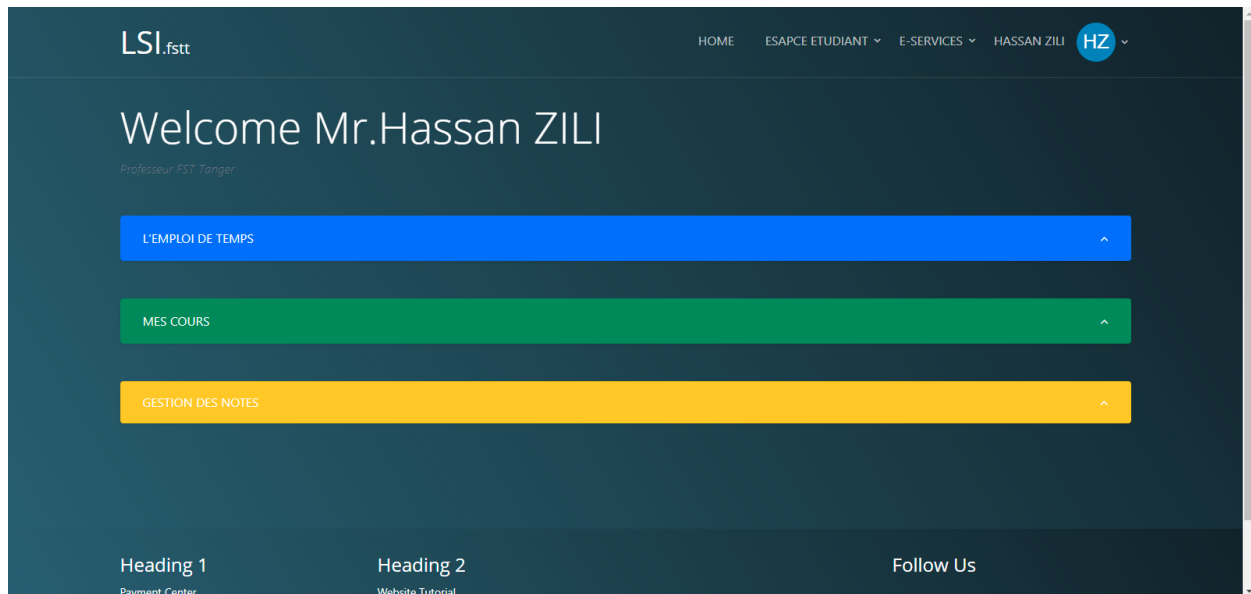 LSI.fstt
HOME ESAPCE ETUDIANT E-SERVICES HASSAN ZILI HZ
Welcome Mr.Hassan ZILI
Professeur FST Tanger
L'EMPLOI DE TEMPS
MES COURS
GESTION DES NOTES
Heading 1 Heading 2 Follow Us
Payment Center Website Tutorial